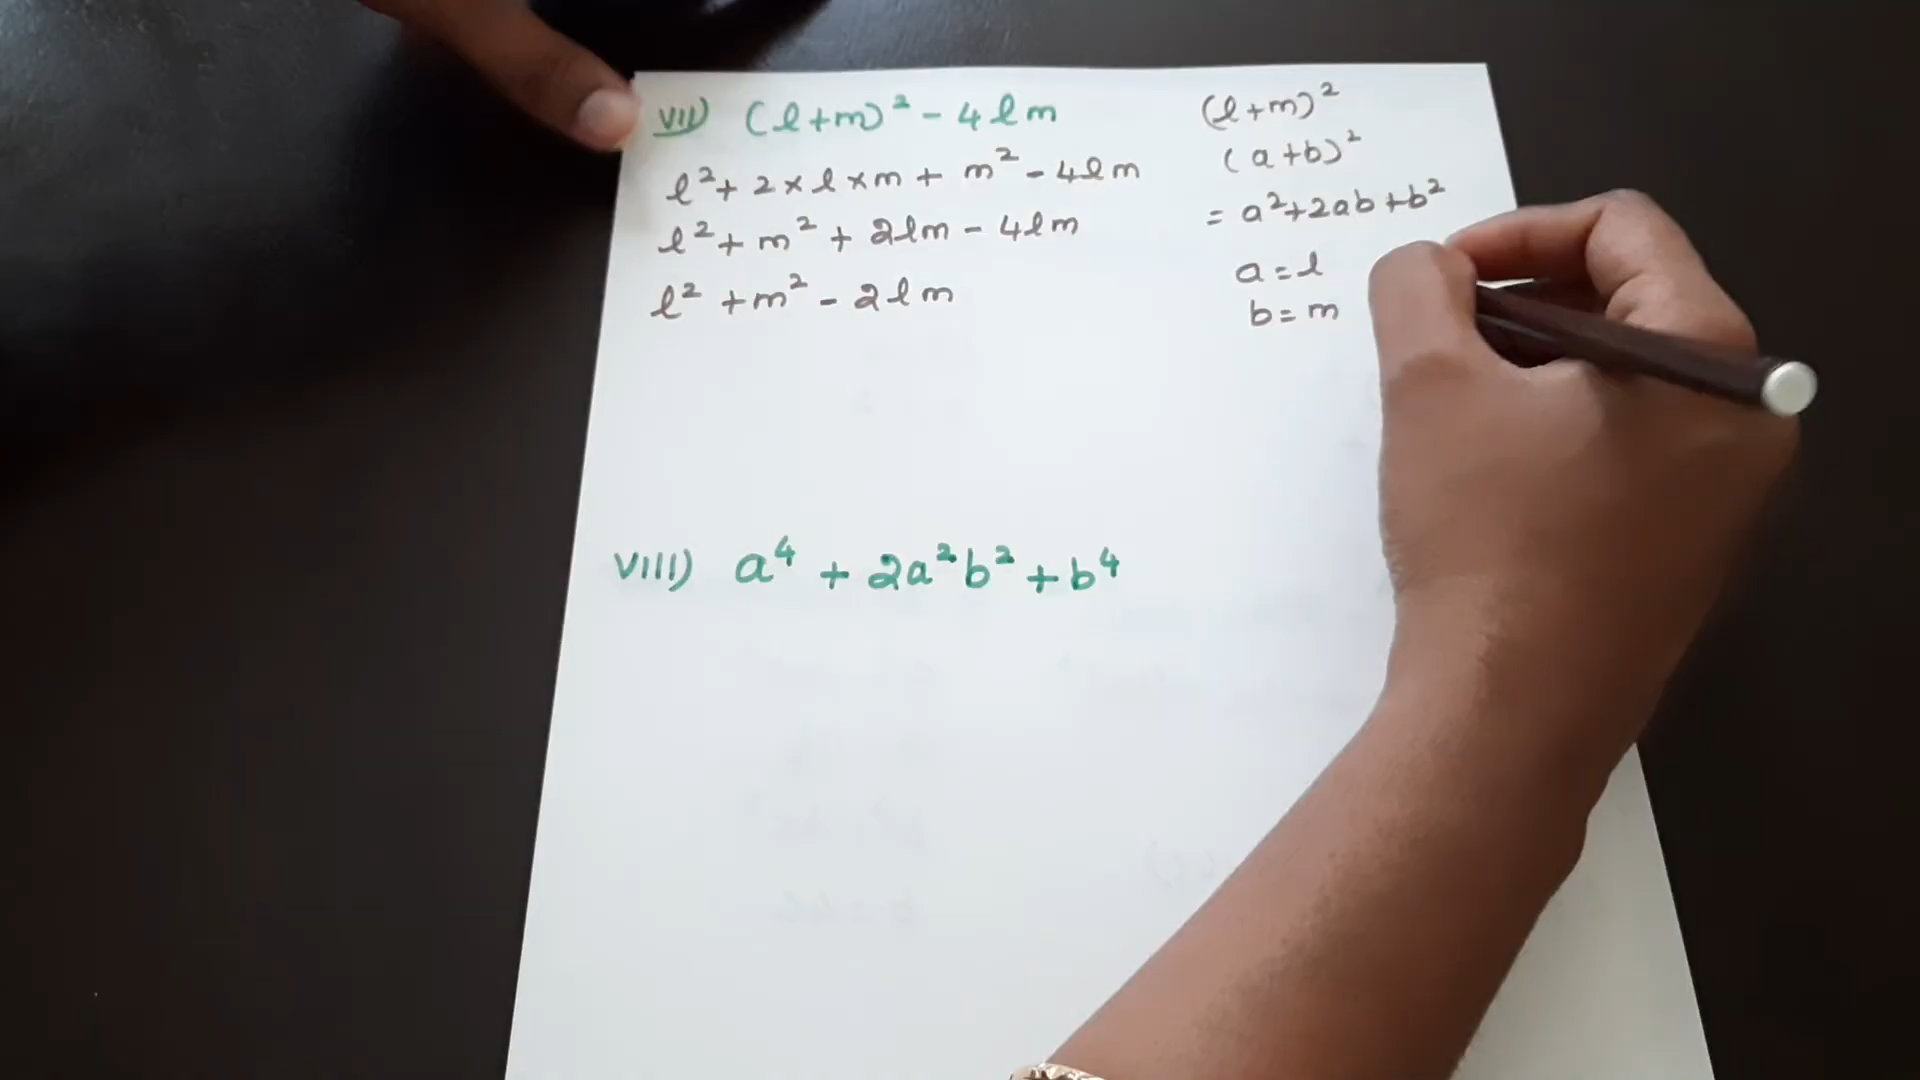 VII) (l+m)² - 4lm
l² + 2×l×m + m² - 4lm
l² + m² + 2lm - 4lm
l² + m² - 2lm
(l+m)²
(a+b)²
= a²+2ab+b²
a = l
b = m
VIII) a⁴ + 2a²b² + b⁴